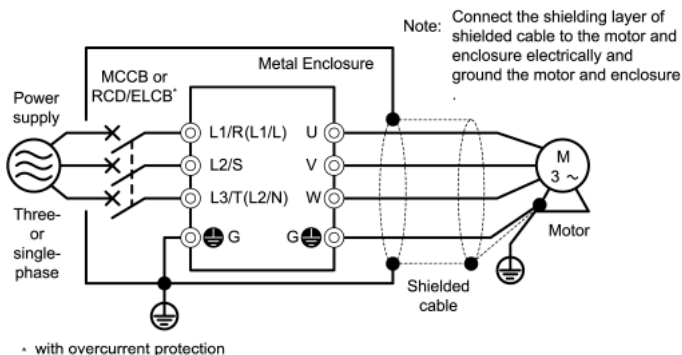 Note: Connect the shielding layer of
shielded cable to the motor and
enclosure electrically and
ground the motor and enclosure
.
Metal Enclosure
MCCB or
RCD/ELCB*
Power
supply
L1/R(L1/L) U
L2/S V
L3/T(L2/N) W
G G
M
3 ~
Motor
Three-
or
single-
phase
Shielded
cable
* with overcurrent protection